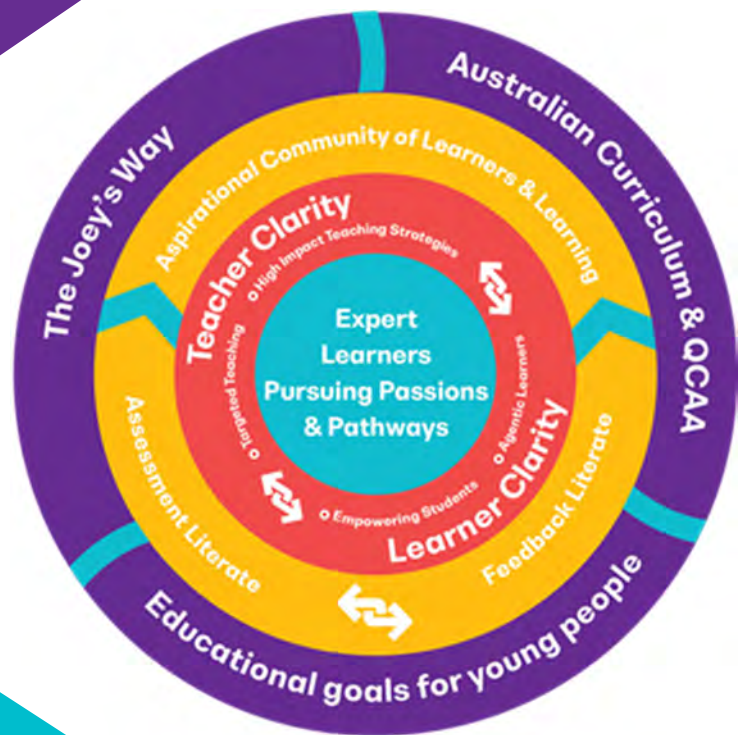 The Joey's Way
Australian Curriculum & QCAA
Educational goals for young people
Aspirational Community of Learners & Learning
Assessment Literate
Feedback Literate
Teacher Clarity
High Impact Teaching Strategies
Targeted Teaching
Learner Clarity
Agentic Learners
Empowering Students
Expert
Learners
Pursuing Passions
& Pathways